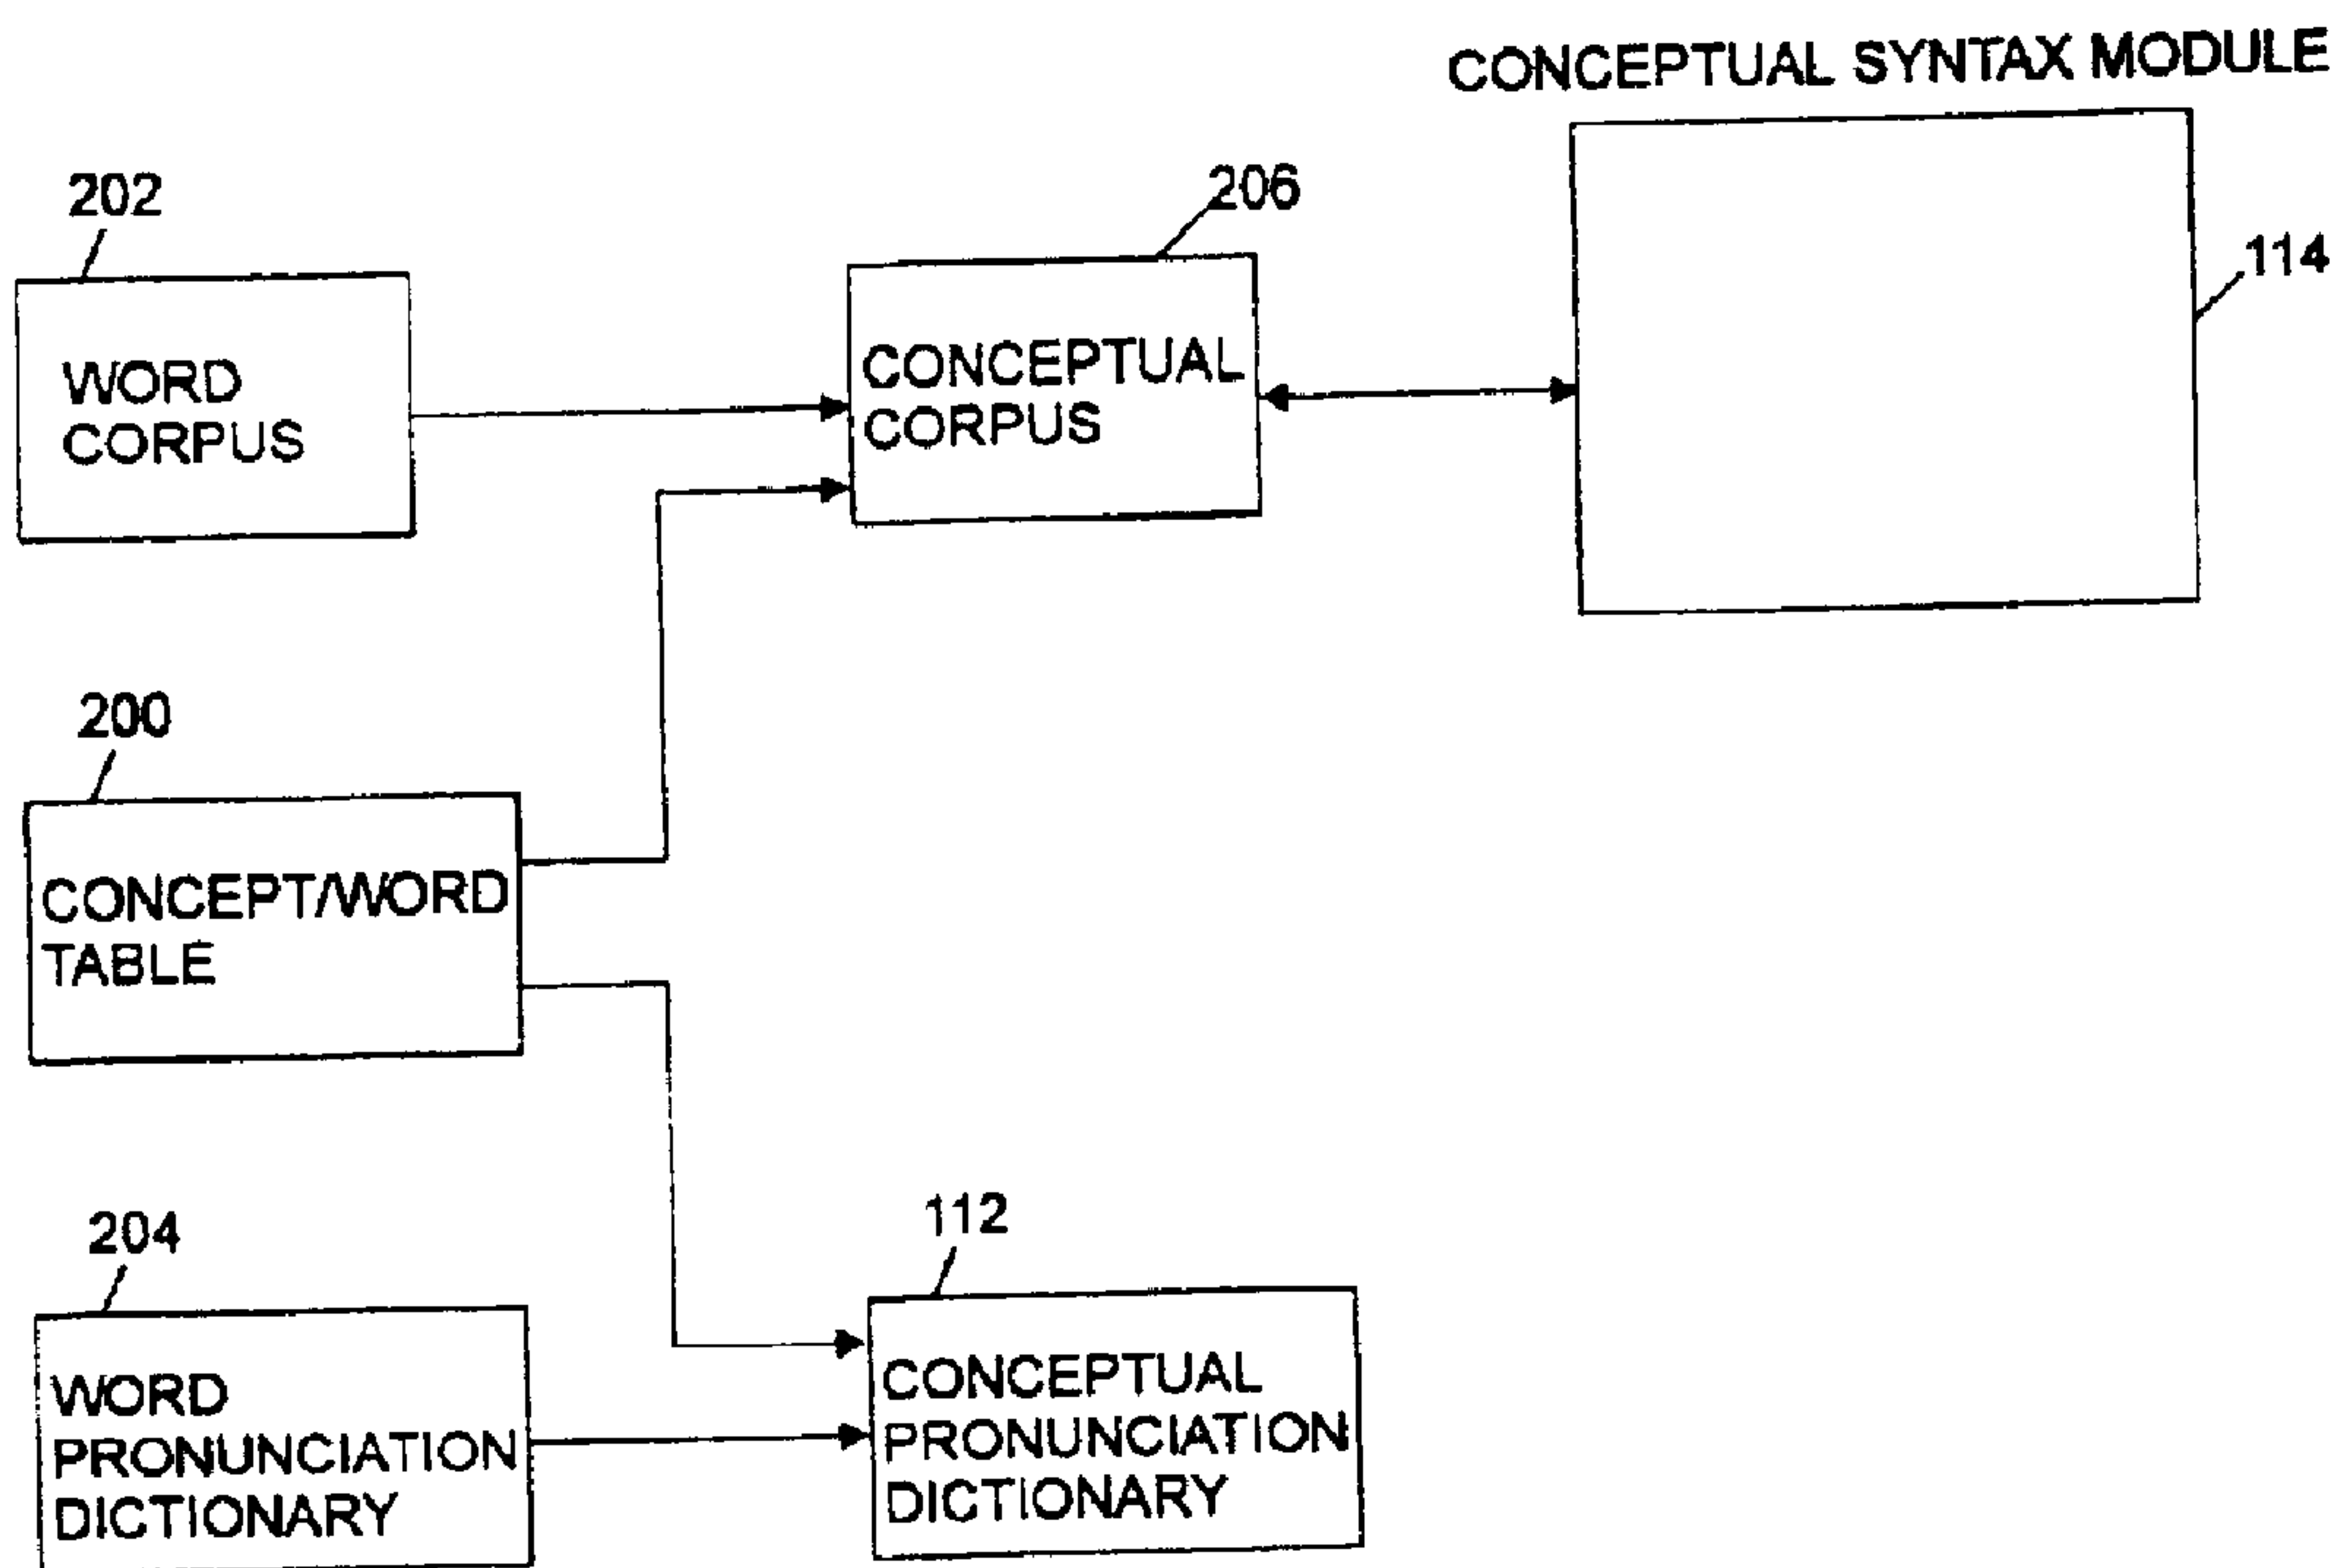 CONCEPTUAL SYNTAX MODULE
202
206
114
WORD
CORPUS
CONCEPTUAL
CORPUS
200
CONCEPT/WORD
TABLE
204
112
WORD
PRONUNCIATION
DICTIONARY
CONCEPTUAL
PRONUNCIATION
DICTIONARY